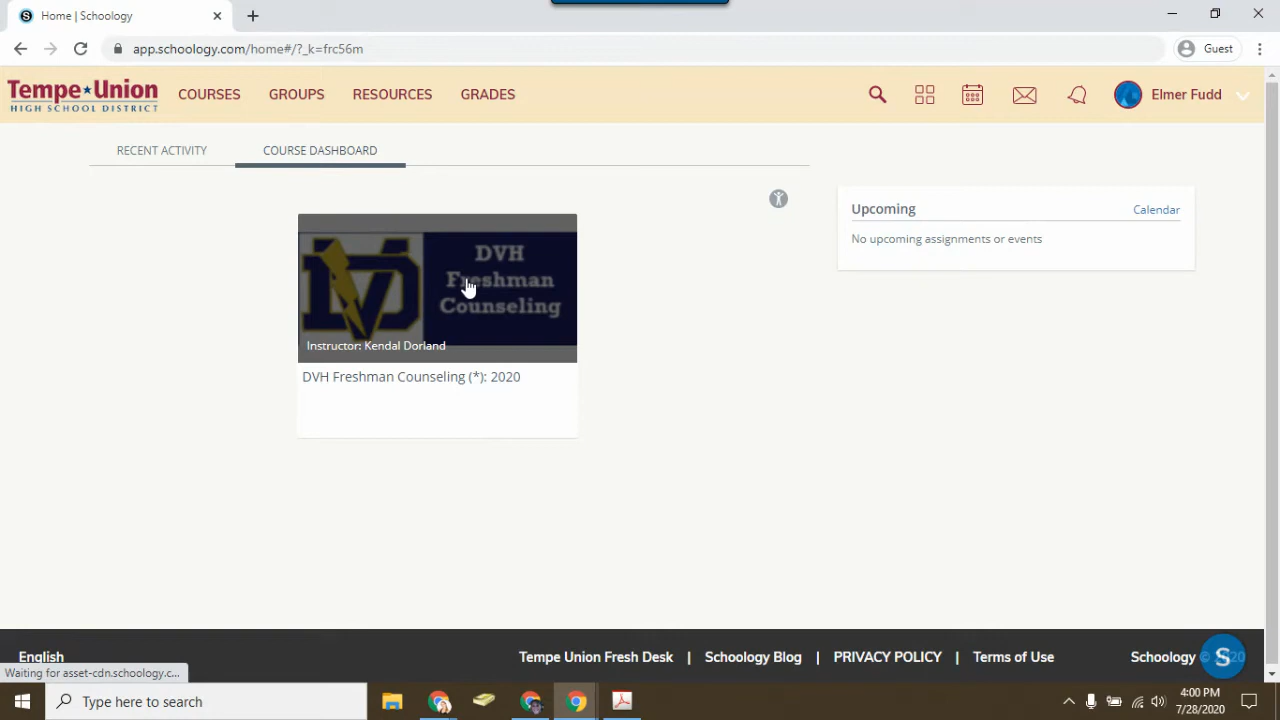 Home | Schoology
app.schoology.com/home#/?_k=frc56m
Guest
Tempe Union
HIGH SCHOOL DISTRICT
COURSES
GROUPS
RESOURCES
GRADES
Elmer Fudd
RECENT ACTIVITY
COURSE DASHBOARD
DVH
Freshman
Counseling
Instructor: Kendal Dorland
DVH Freshman Counseling (*): 2020
Upcoming
Calendar
No upcoming assignments or events
English
Tempe Union Fresh Desk | Schoology Blog | PRIVACY POLICY | Terms of Use
Schoology © 2020
Waiting for asset-cdn.schoology.c...
Type here to search
4:00 PM
7/28/2020